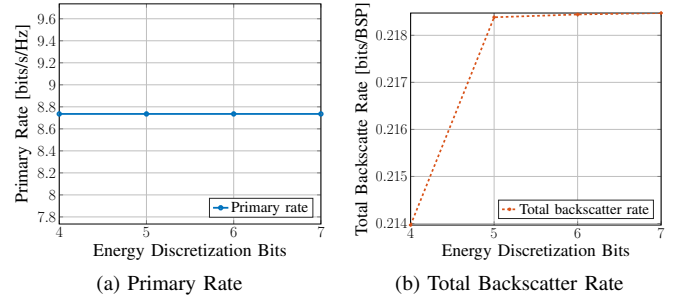 Primary Rate [bits/s/Hz]
9.6
9.4
9.2
9
8.8
8.6
8.4
8.2
8
7.8
4
5
6
7
Primary rate
Energy Discretization Bits
(a) Primary Rate
Total Backscatte Rate [bits/BSP]
0.218
0.217
0.216
0.215
0.214
4
5
6
7
Total backscatter rate
Energy Discretization Bits
(b) Total Backscatter Rate